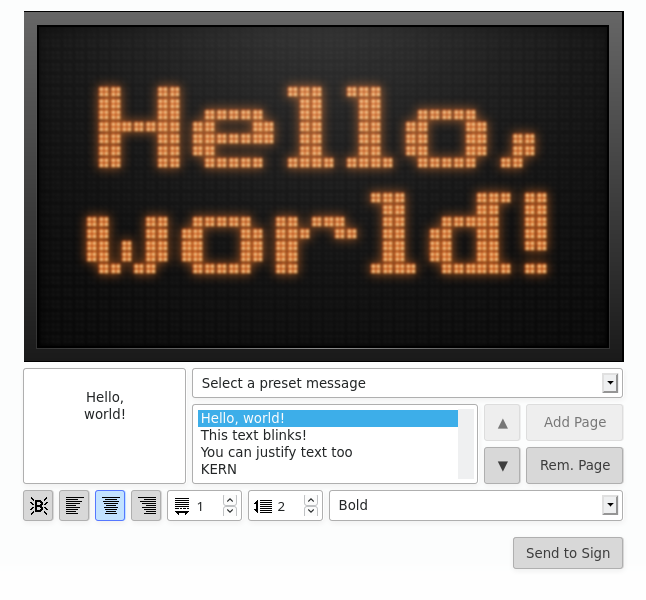 Hello,
world!
Hello,
world!
Select a preset message
Hello, world!
This text blinks!
You can justify text too
KERN
▲
Add Page
▼
Rem. Page
B
1
2
Bold
Send to Sign